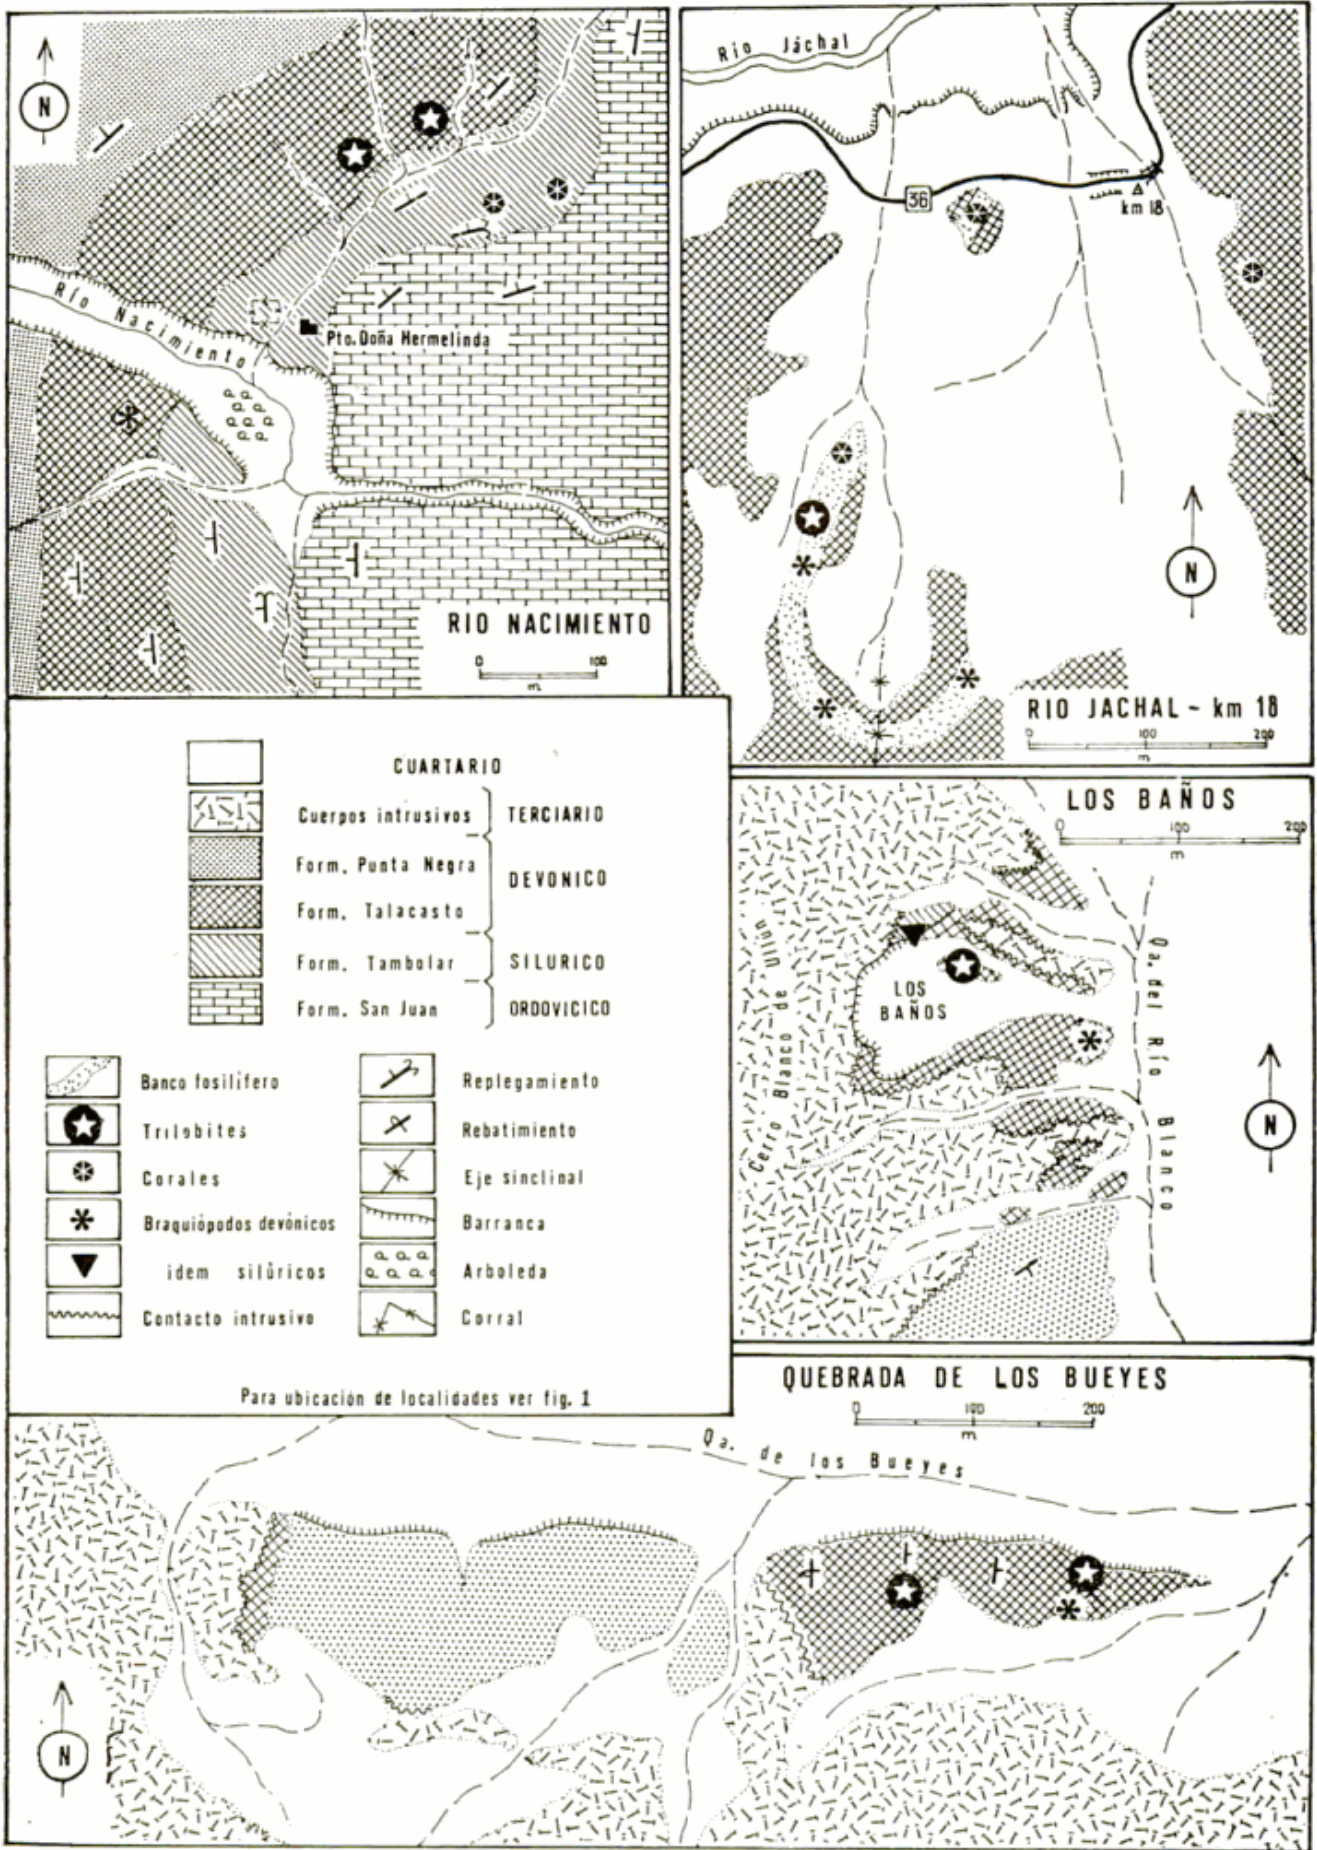 N
Río Nacimiento
Pto. Doña Hermelinda
RIO NACIMIENTO
0 100
m
Río Jáchal
36
km 18
N
RIO JACHAL - km 18
0 100 200
m
CUARTARIO
Cuerpos intrusivos
TERCIARIO
Form. Punta Negra
DEVONICO
Form. Talacasto
Form. Tambolar
SILURICO
Form. San Juan
ORDOVICICO
Banco fosilífero
Trilobites
Corales
Braquiópodos devónicos
idem silúricos
Contacto intrusivo
Replegamiento
Rebatimiento
Eje sinclinal
Barranca
Arboleda
Corral
Para ubicación de localidades ver fig. 1
LOS BAÑOS
0 100 200
m
Cerro Blanco de Ullun
LOS
BAÑOS
Qa. del Río Blanco
N
QUEBRADA DE LOS BUEYES
0 100 200
m
Qa. de los Bueyes
N